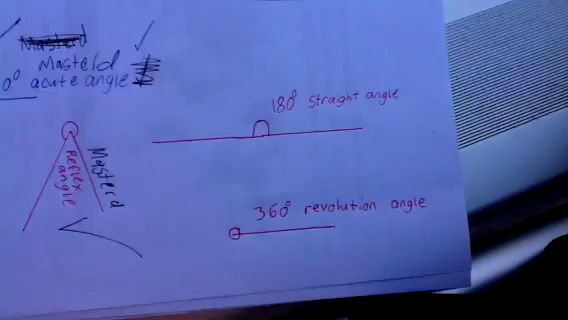 Masterd
Masteld
0° acute angle
180° straight angle
Reflex
angle
Masterd
360° revolution angle